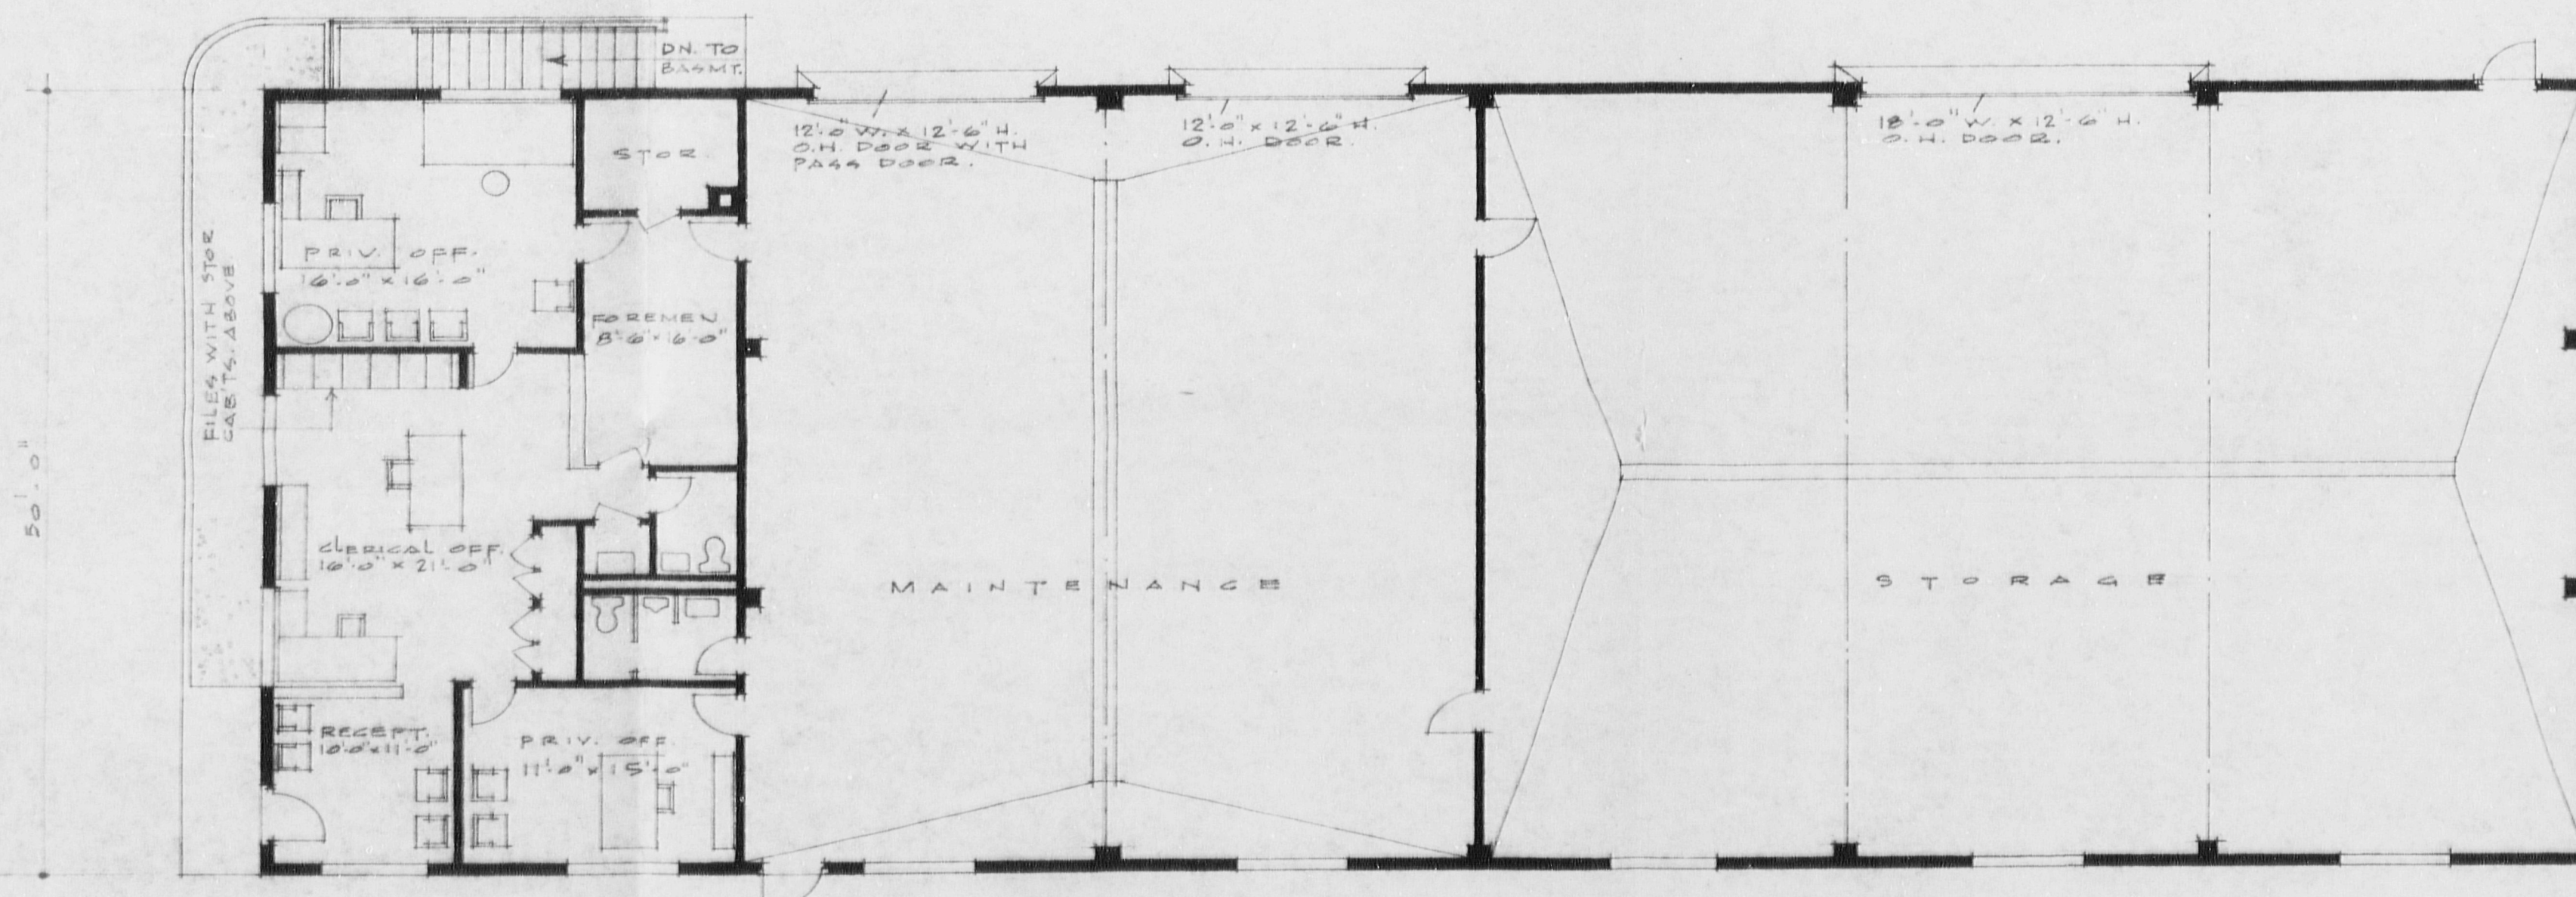 DN. TO
BASMT.
STOR.
12'-0" W. x 12'-6" H.
O.H. DOOR WITH
PASS DOOR.
12'-0" x 12'-6" H.
O. H. DOOR.
18'-0" W. x 12'-6" H.
O. H. DOOR.
PRIV. OFF.
16'-0" x 16'-0"
FILES WITH STOR
CAB'TS. ABOVE
FOREMEN
8'-6" x 16'-0"
50'-0"
CLERICAL OFF.
16'-0" x 21'-0"
MAINTENANCE
STORAGE
RECEPT.
10'-0" x 11'-0"
PRIV. OFF.
11'-0" x 15'-0"